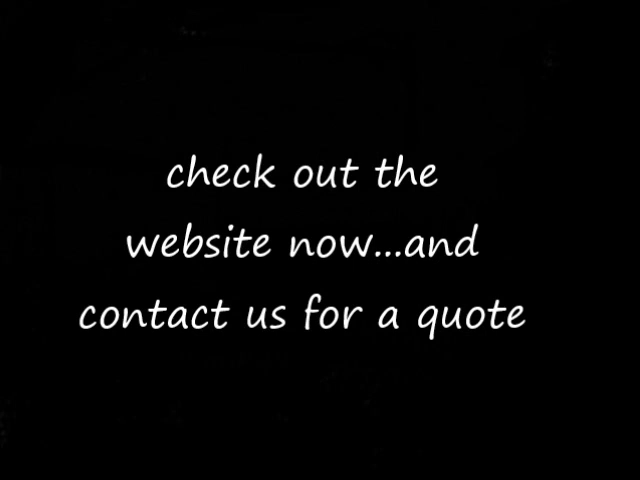 check out the
website now...and
contact us for a quote